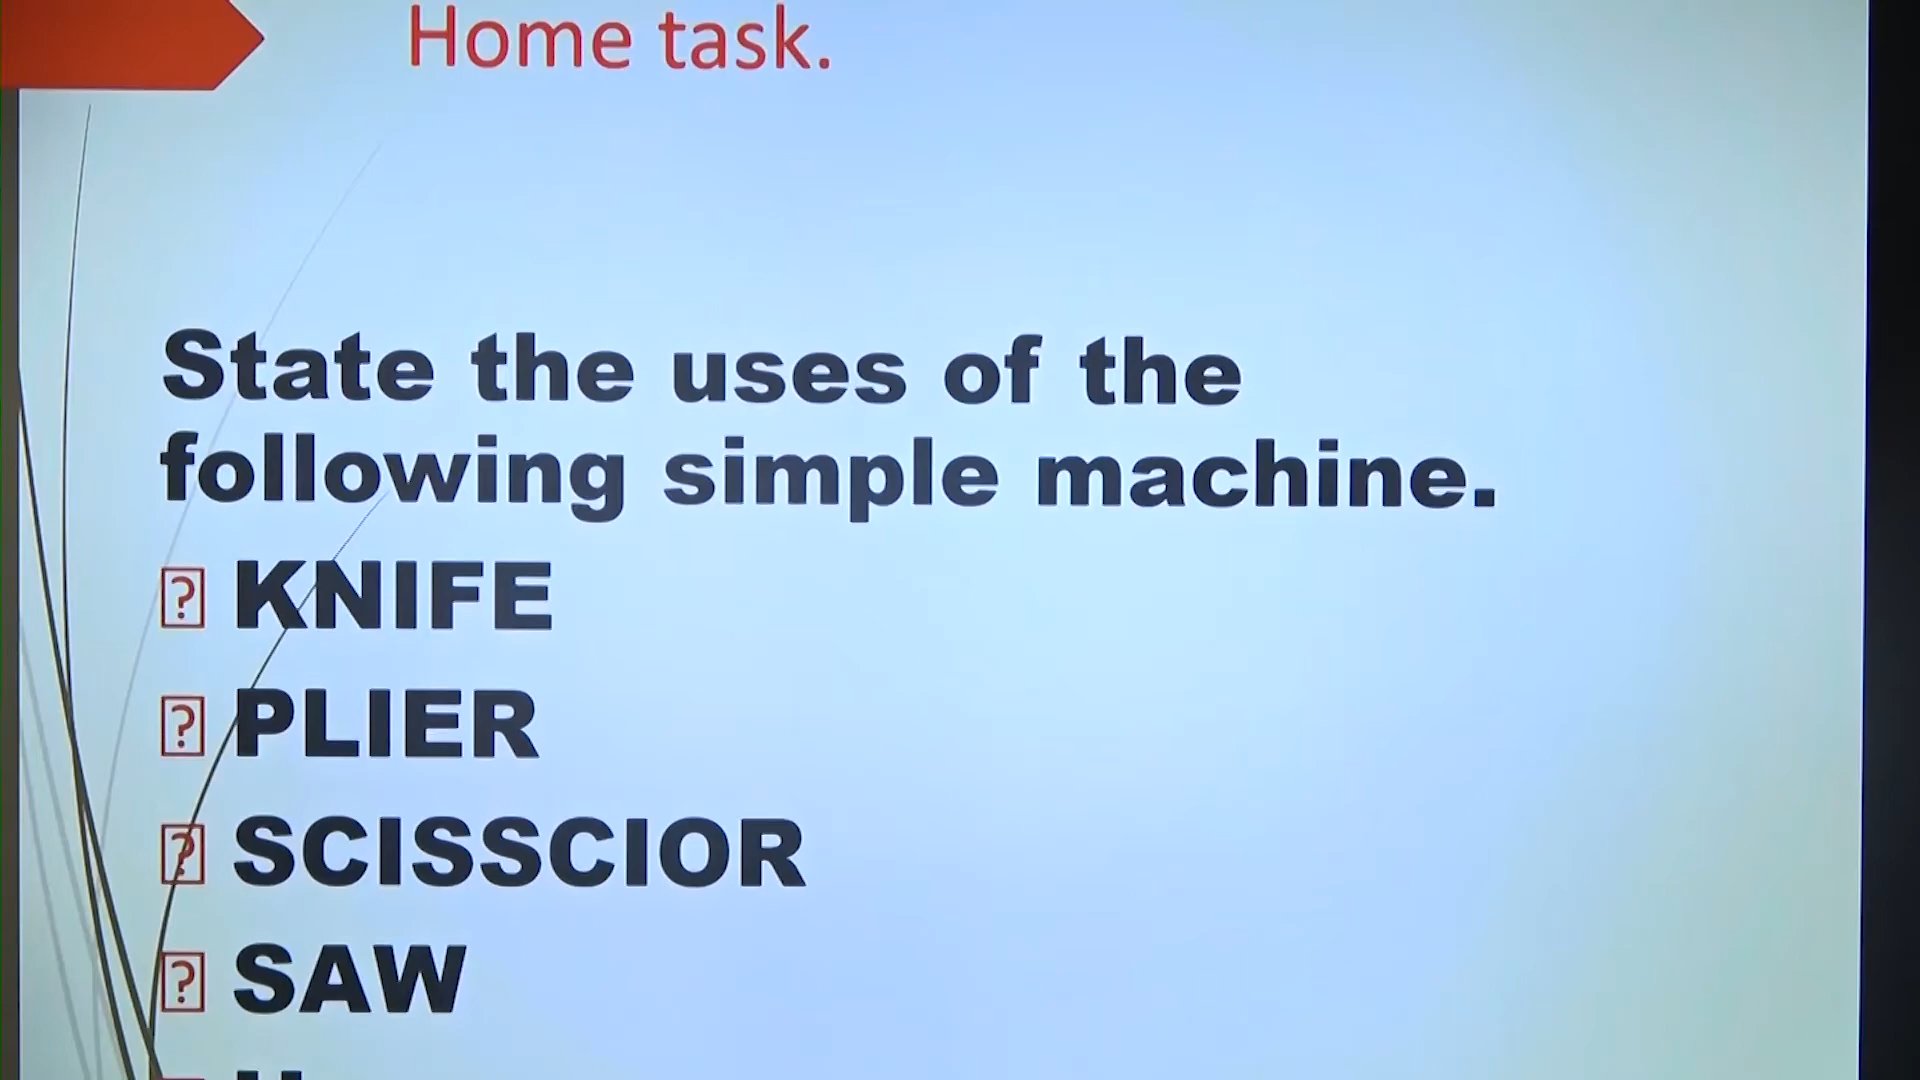 Home task.
State the uses of the
following simple machine.
KNIFE
PLIER
SCISSCIOR
SAW